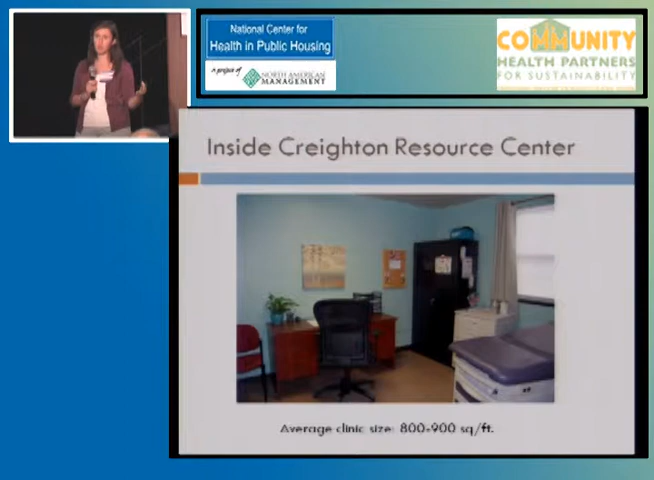 National Center for
Health in Public Housing
a project of
NORTH AMERICAN
MANAGEMENT
COMMUNITY
HEALTH PARTNERS
FOR SUSTAINABILITY
Inside Creighton Resource Center
Average clinic size: 800-900 sq/ft.